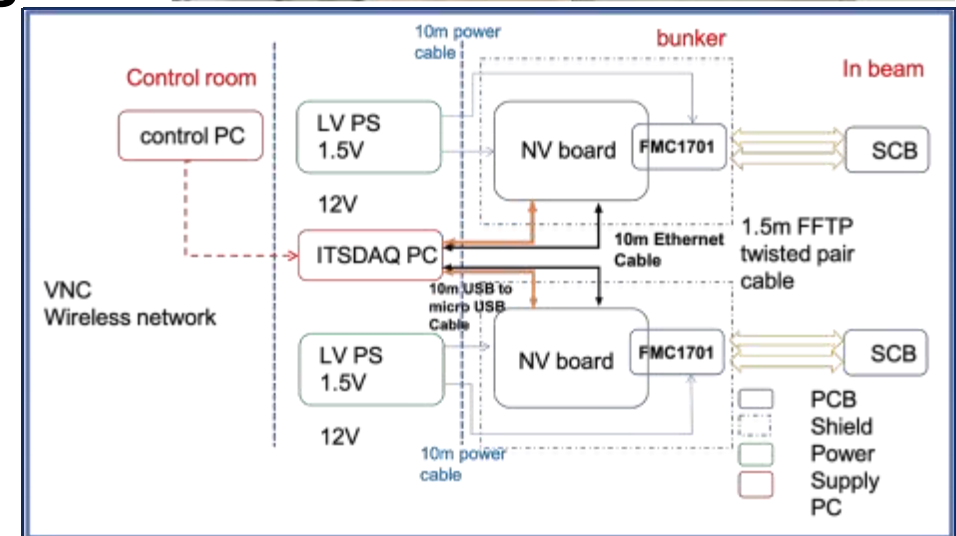 10m power
cable
bunker
Control room
In beam
control PC
LV PS
1.5V
12V
NV board
FMC1701
SCB
ITSDAQ PC
10m Ethernet
Cable
1.5m FFTP
twisted pair
cable
10m USB to
micro USB
Cable
VNC
Wireless network
LV PS
1.5V
12V
NV board
FMC1701
SCB
10m power
cable
PCB
Shield
Power
Supply
PC